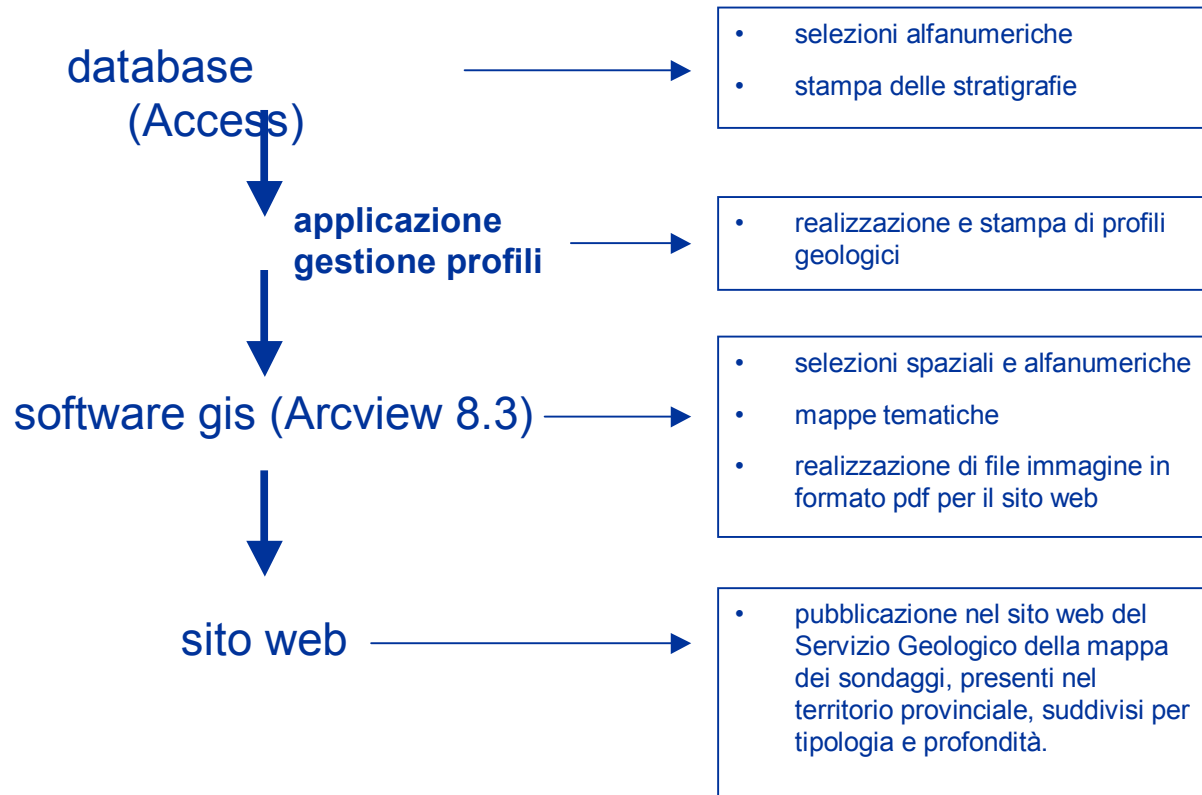 database
(Access)
• selezioni alfanumeriche
• stampa delle stratigrafie
applicazione
gestione profili
• realizzazione e stampa di profili
geologici
software gis (Arcview 8.3)
• selezioni spaziali e alfanumeriche
• mappe tematiche
• realizzazione di file immagine in
formato pdf per il sito web
sito web
• pubblicazione nel sito web del
Servizio Geologico della mappa
dei sondaggi, presenti nel
territorio provinciale, suddivisi per
tipologia e profondità.